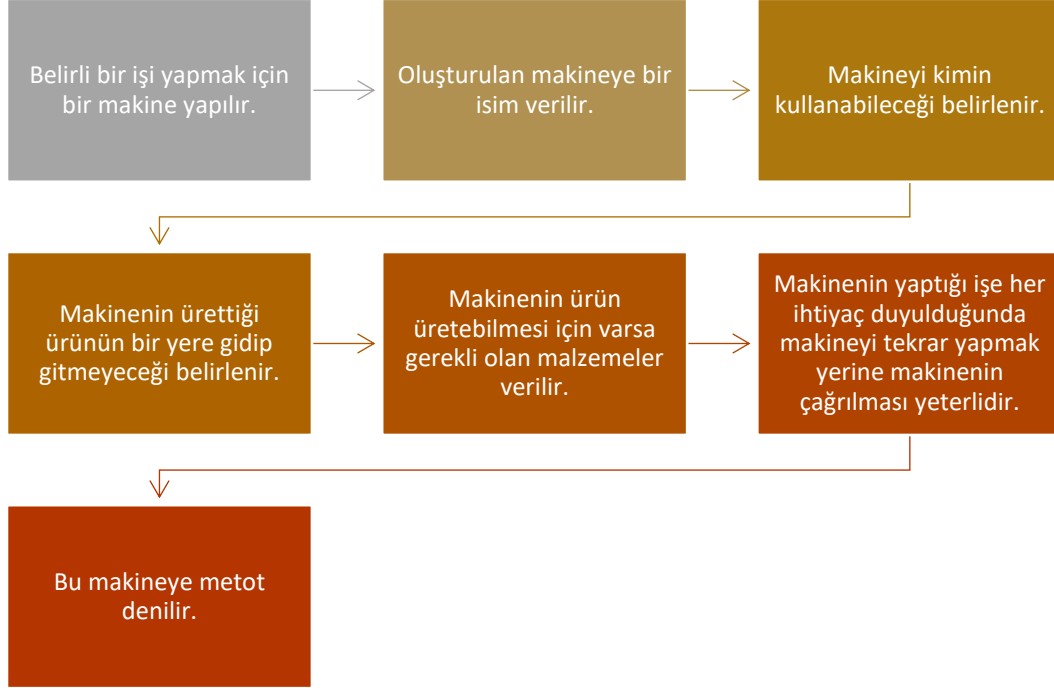 Belirli bir işi yapmak için
bir makine yapılır.
Oluşturulan makineye bir
isim verilir.
Makineyi kimin
kullanabileceği belirlenir.
Makinenin ürettiği
ürünün bir yere gidip
gitmeyeceği belirlenir.
Makinenin ürün
üretebilmesi için varsa
gerekli olan malzemeler
verilir.
Makinenin yaptığı işe her
ihtiyaç duyulduğunda
makineyi tekrar yapmak
yerine makinenin
çağrılması yeterlidir.
Bu makineye metot
denilir.